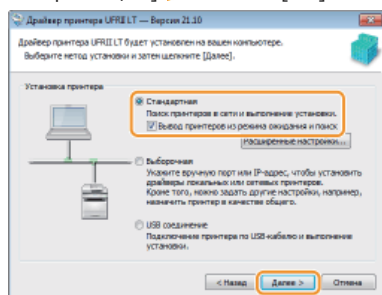 Драйвер принтера UFRII LT — Версия 21.10
Драйвер принтера UFRII LT будет установлен на вашем компьютере.
Выберите метод установки и затем щелкните [Далее].
Установка принтера
Стандартная
Поиск принтеров в сети и выполнение установки.
Вывод принтеров из режима ожидания и поиск
Расширенные настройки...
Выборочная
Укажите вручную порт или IP-адрес, чтобы установить
драйверы локальных или сетевых принтеров.
Кроме того, можно задать другие настройки, например,
назначить принтер в качестве общего.
USB соединение
Подключение принтера по USB-кабелю и выполнение
установки.
< Назад
Далее >
Отмена